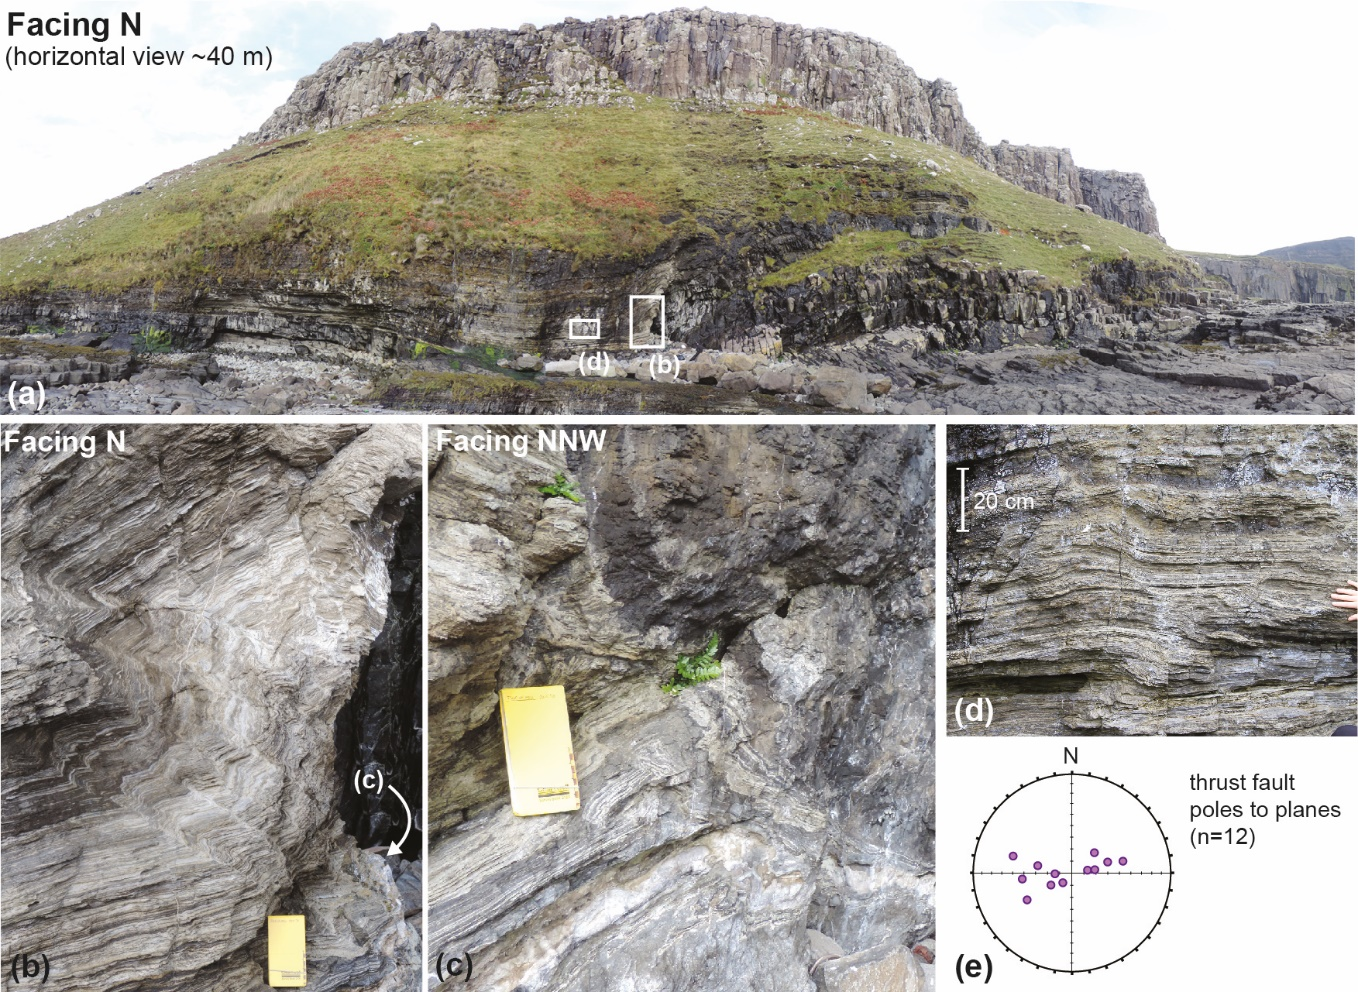 Facing N
(horizontal view ~40 m)
(d)
(b)
(a)
Facing N
(c)
(b)
Facing NNW
(c)
20 cm
(d)
N
thrust fault
poles to planes
(n=12)
(e)